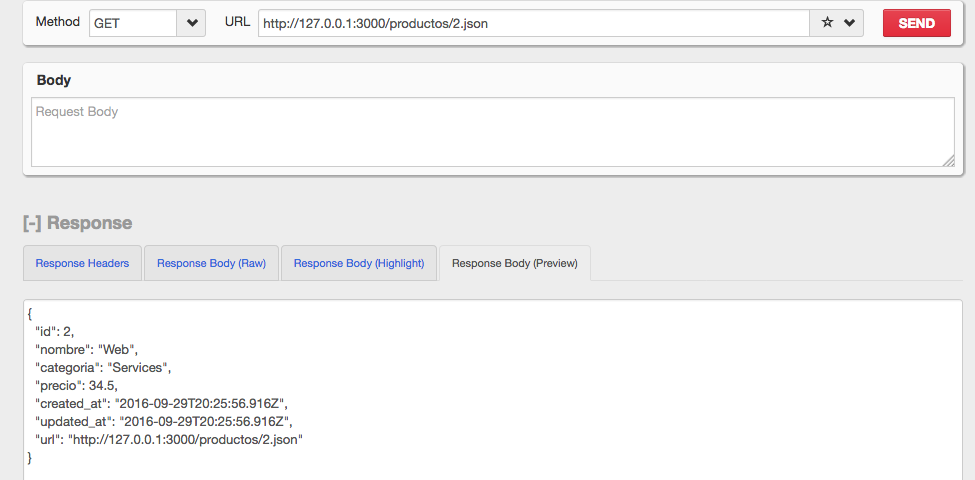 Method GET URL http://127.0.0.1:3000/productos/2.json SEND
Body
Request Body
[-] Response
Response Headers Response Body (Raw) Response Body (Highlight) Response Body (Preview)
{
"id": 2,
"nombre": "Web",
"categoria": "Services",
"precio": 34.5,
"created_at": "2016-09-29T20:25:56.916Z",
"updated_at": "2016-09-29T20:25:56.916Z",
"url": "http://127.0.0.1:3000/productos/2.json"
}